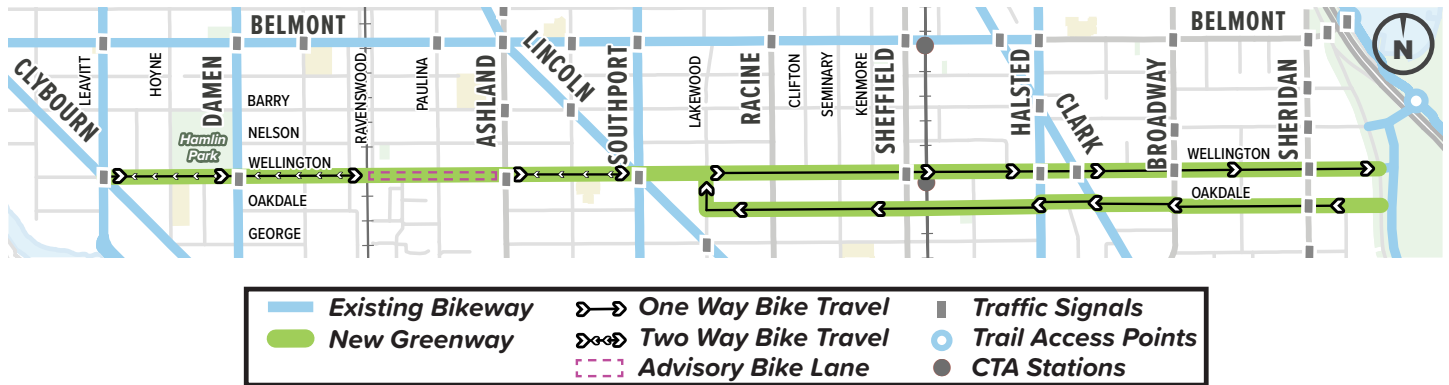 BELMONT
BELMONT
CLYBOURN
LEAVITT
HOYNE
DAMEN
RAVENSWOOD
PAULINA
ASHLAND
LINCOLN
SOUTHPORT
LAKEWOOD
RACINE
CLIFTON
SEMINARY
KENMORE
SHEFFIELD
HALSTED
CLARK
BROADWAY
SHERIDAN
N
BARRY
NELSON
Hamlin
Park
WELLINGTON
WELLINGTON
OAKDALE
OAKDALE
GEORGE
Existing Bikeway
One Way Bike Travel
Traffic Signals
New Greenway
Two Way Bike Travel
Trail Access Points
Advisory Bike Lane
CTA Stations